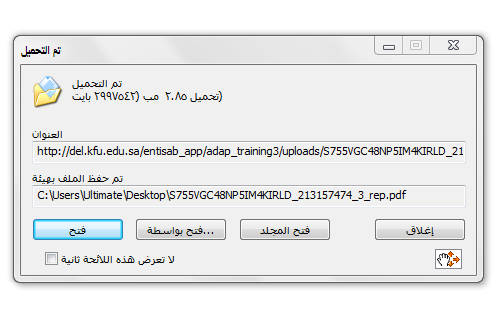 تم التحميل
تم التحميل
تحميل ٢.٨٥ مب (٢٩٩٧٥٤٢ بايت)
العنوان
http://del.kfu.edu.sa/entisab_app/adap_training3/uploads/S755VGC48NP5IM4KIRLD_21
تم حفظ الملف بهيئة
C:\Users\Ultimate\Desktop\S755VGC48NP5IM4KIRLD_213157474_3_rep.pdf
فتح
فتح بواسطة...
فتح المجلد
إغلاق
لا تعرض هذه اللائحة ثانية